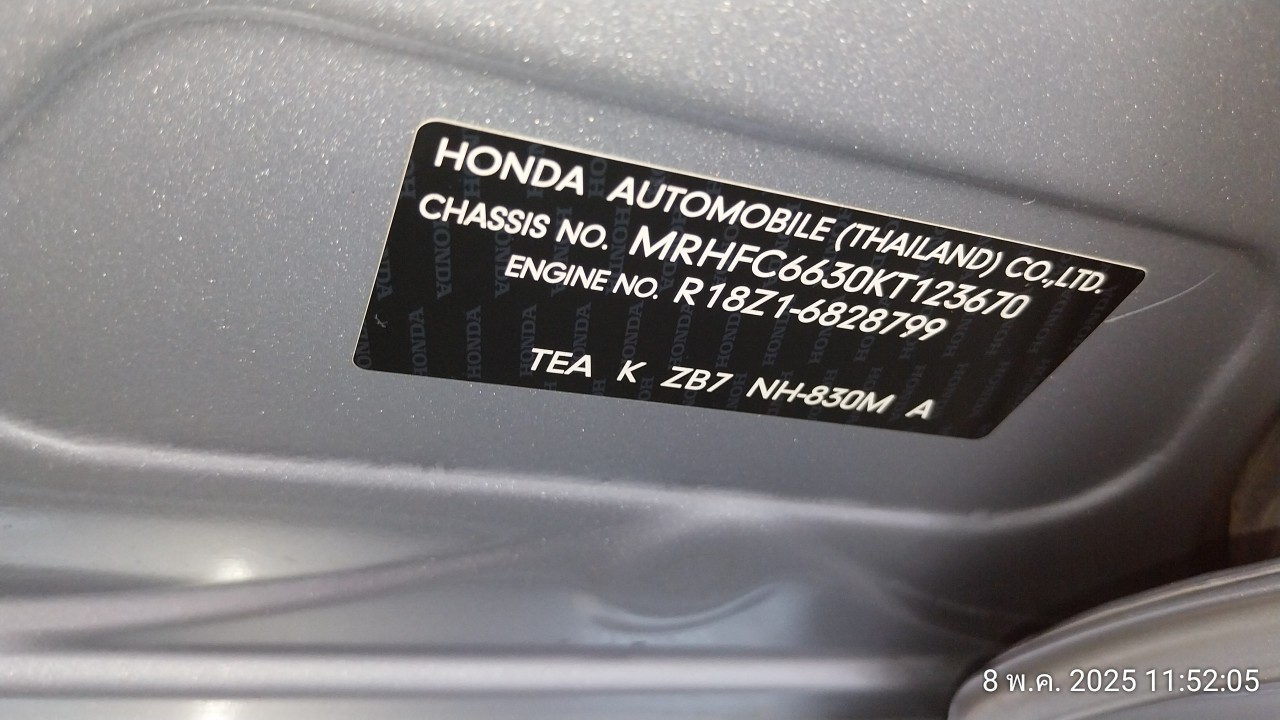 HONDA AUTOMOBILE (THAILAND) CO.,LTD.
CHASSIS NO. MRHFC6630KT123670
ENGINE NO. R18Z1-6828799
TEA K ZB7 NH-830M A
8 พ.ค. 2025 11:52:05